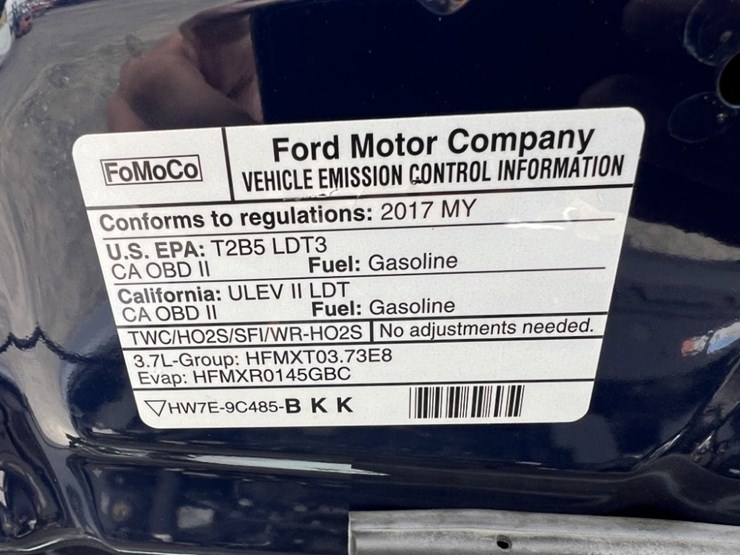 FoMoCo
Ford Motor Company
VEHICLE EMISSION CONTROL INFORMATION
Conforms to regulations: 2017 MY
U.S. EPA: T2B5 LDT3
CA OBD II Fuel: Gasoline
California: ULEV II LDT
CA OBD II Fuel: Gasoline
TWC/HO2S/SFI/WR-HO2S No adjustments needed.
3.7L-Group: HFMXT03.73E8
Evap: HFMXR0145GBC
▽HW7E-9C485-B K K